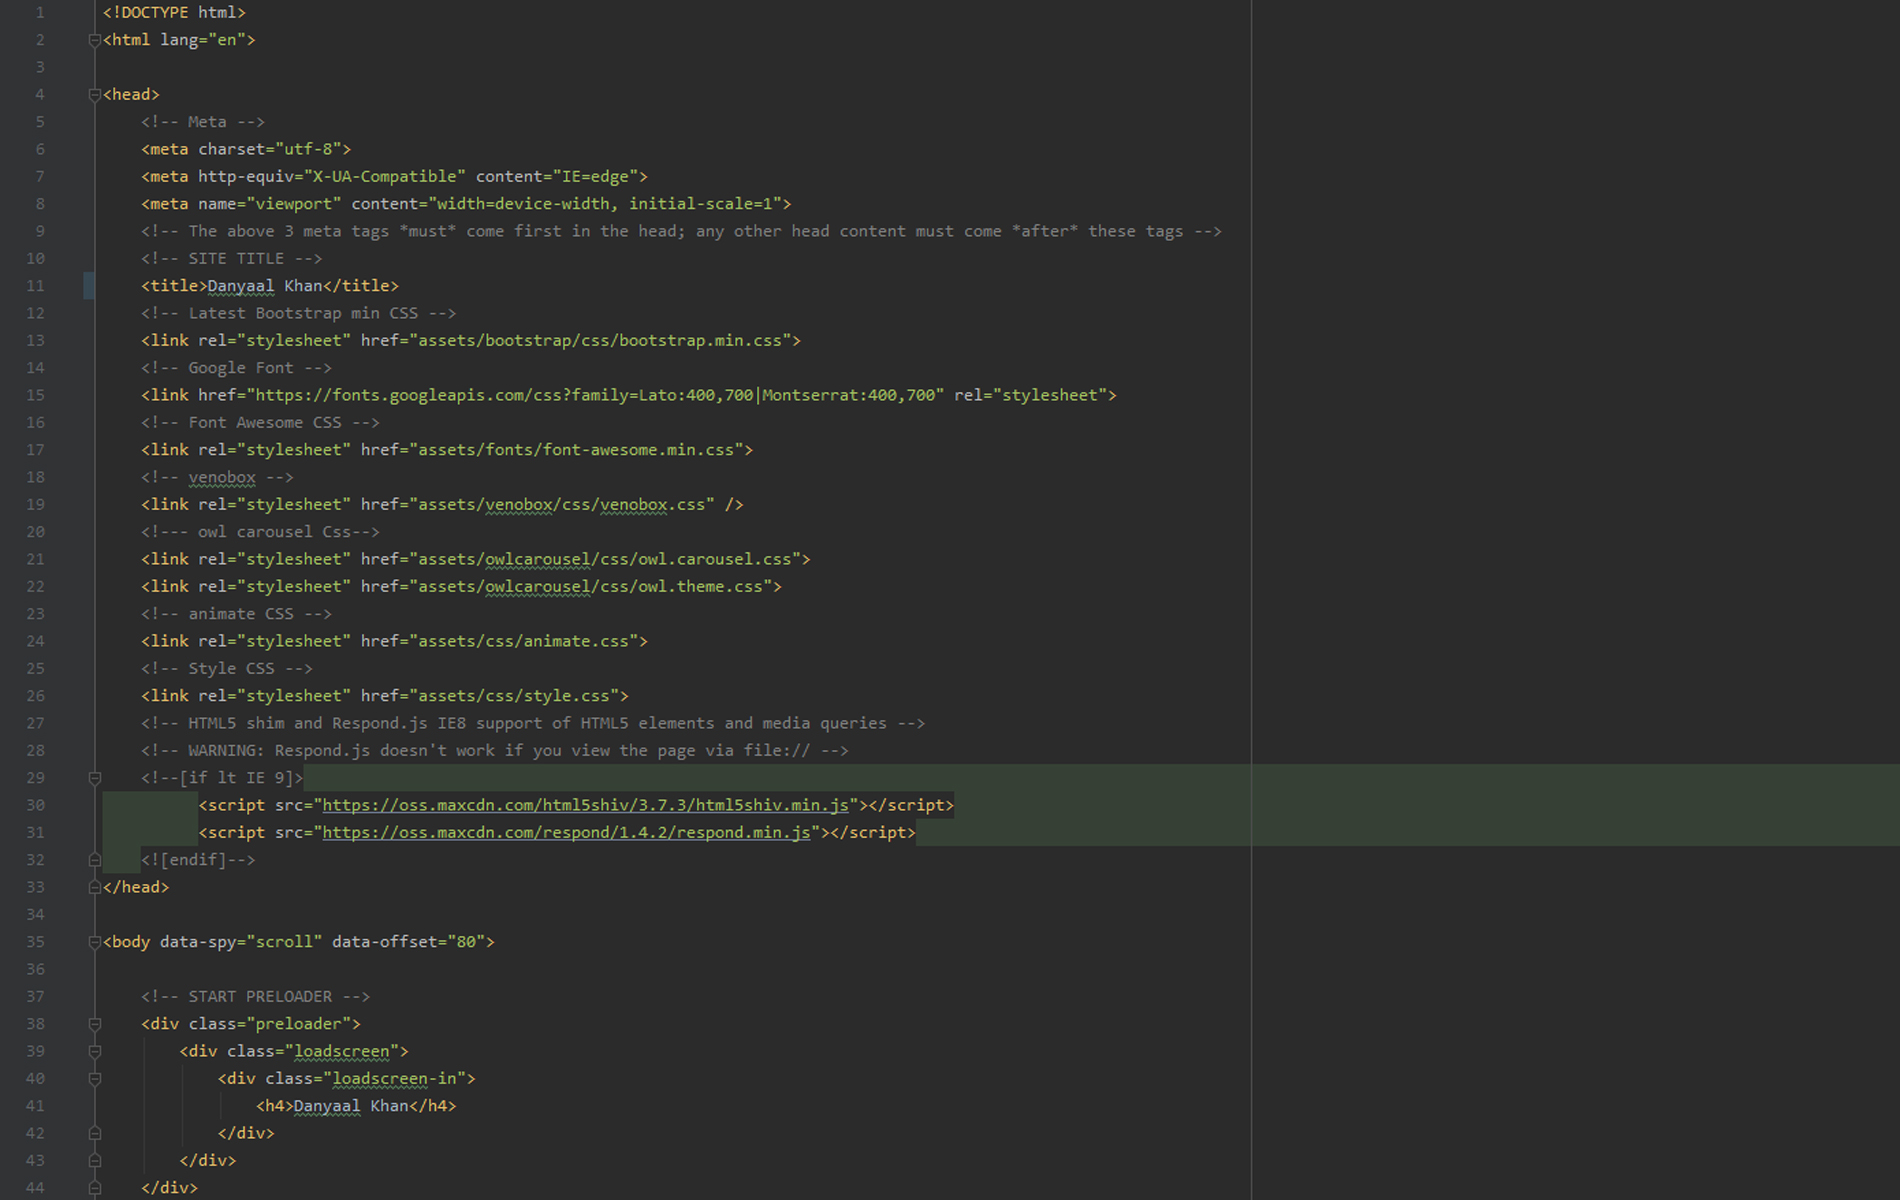 1 <!DOCTYPE html>
2 <html lang="en">
3
4 <head>
5 <!-- Meta -->
6 <meta charset="utf-8">
7 <meta http-equiv="X-UA-Compatible" content="IE=edge">
8 <meta name="viewport" content="width=device-width, initial-scale=1">
9 <!-- The above 3 meta tags *must* come first in the head; any other head content must come *after* these tags -->
10 <!-- SITE TITLE -->
11 <title>Danyaal Khan</title>
12 <!-- Latest Bootstrap min CSS -->
13 <link rel="stylesheet" href="assets/bootstrap/css/bootstrap.min.css">
14 <!-- Google Font -->
15 <link href="https://fonts.googleapis.com/css?family=Lato:400,700|Montserrat:400,700" rel="stylesheet">
16 <!-- Font Awesome CSS -->
17 <link rel="stylesheet" href="assets/fonts/font-awesome.min.css">
18 <!-- venobox -->
19 <link rel="stylesheet" href="assets/venobox/css/venobox.css" />
20 <!--- owl carousel Css-->
21 <link rel="stylesheet" href="assets/owlcarousel/css/owl.carousel.css">
22 <link rel="stylesheet" href="assets/owlcarousel/css/owl.theme.css">
23 <!-- animate CSS -->
24 <link rel="stylesheet" href="assets/css/animate.css">
25 <!-- Style CSS -->
26 <link rel="stylesheet" href="assets/css/style.css">
27 <!-- HTML5 shim and Respond.js IE8 support of HTML5 elements and media queries -->
28 <!-- WARNING: Respond.js doesn't work if you view the page via file:// -->
29 <!--[if lt IE 9]>
30 <script src="https://oss.maxcdn.com/html5shiv/3.7.3/html5shiv.min.js"></script>
31 <script src="https://oss.maxcdn.com/respond/1.4.2/respond.min.js"></script>
32 <![endif]-->
33 </head>
34
35 <body data-spy="scroll" data-offset="80">
36
37 <!-- START PRELOADER -->
38 <div class="preloader">
39 <div class="loadscreen">
40 <div class="loadscreen-in">
41 <h4>Danyaal Khan</h4>
42 </div>
43 </div>
44 </div>